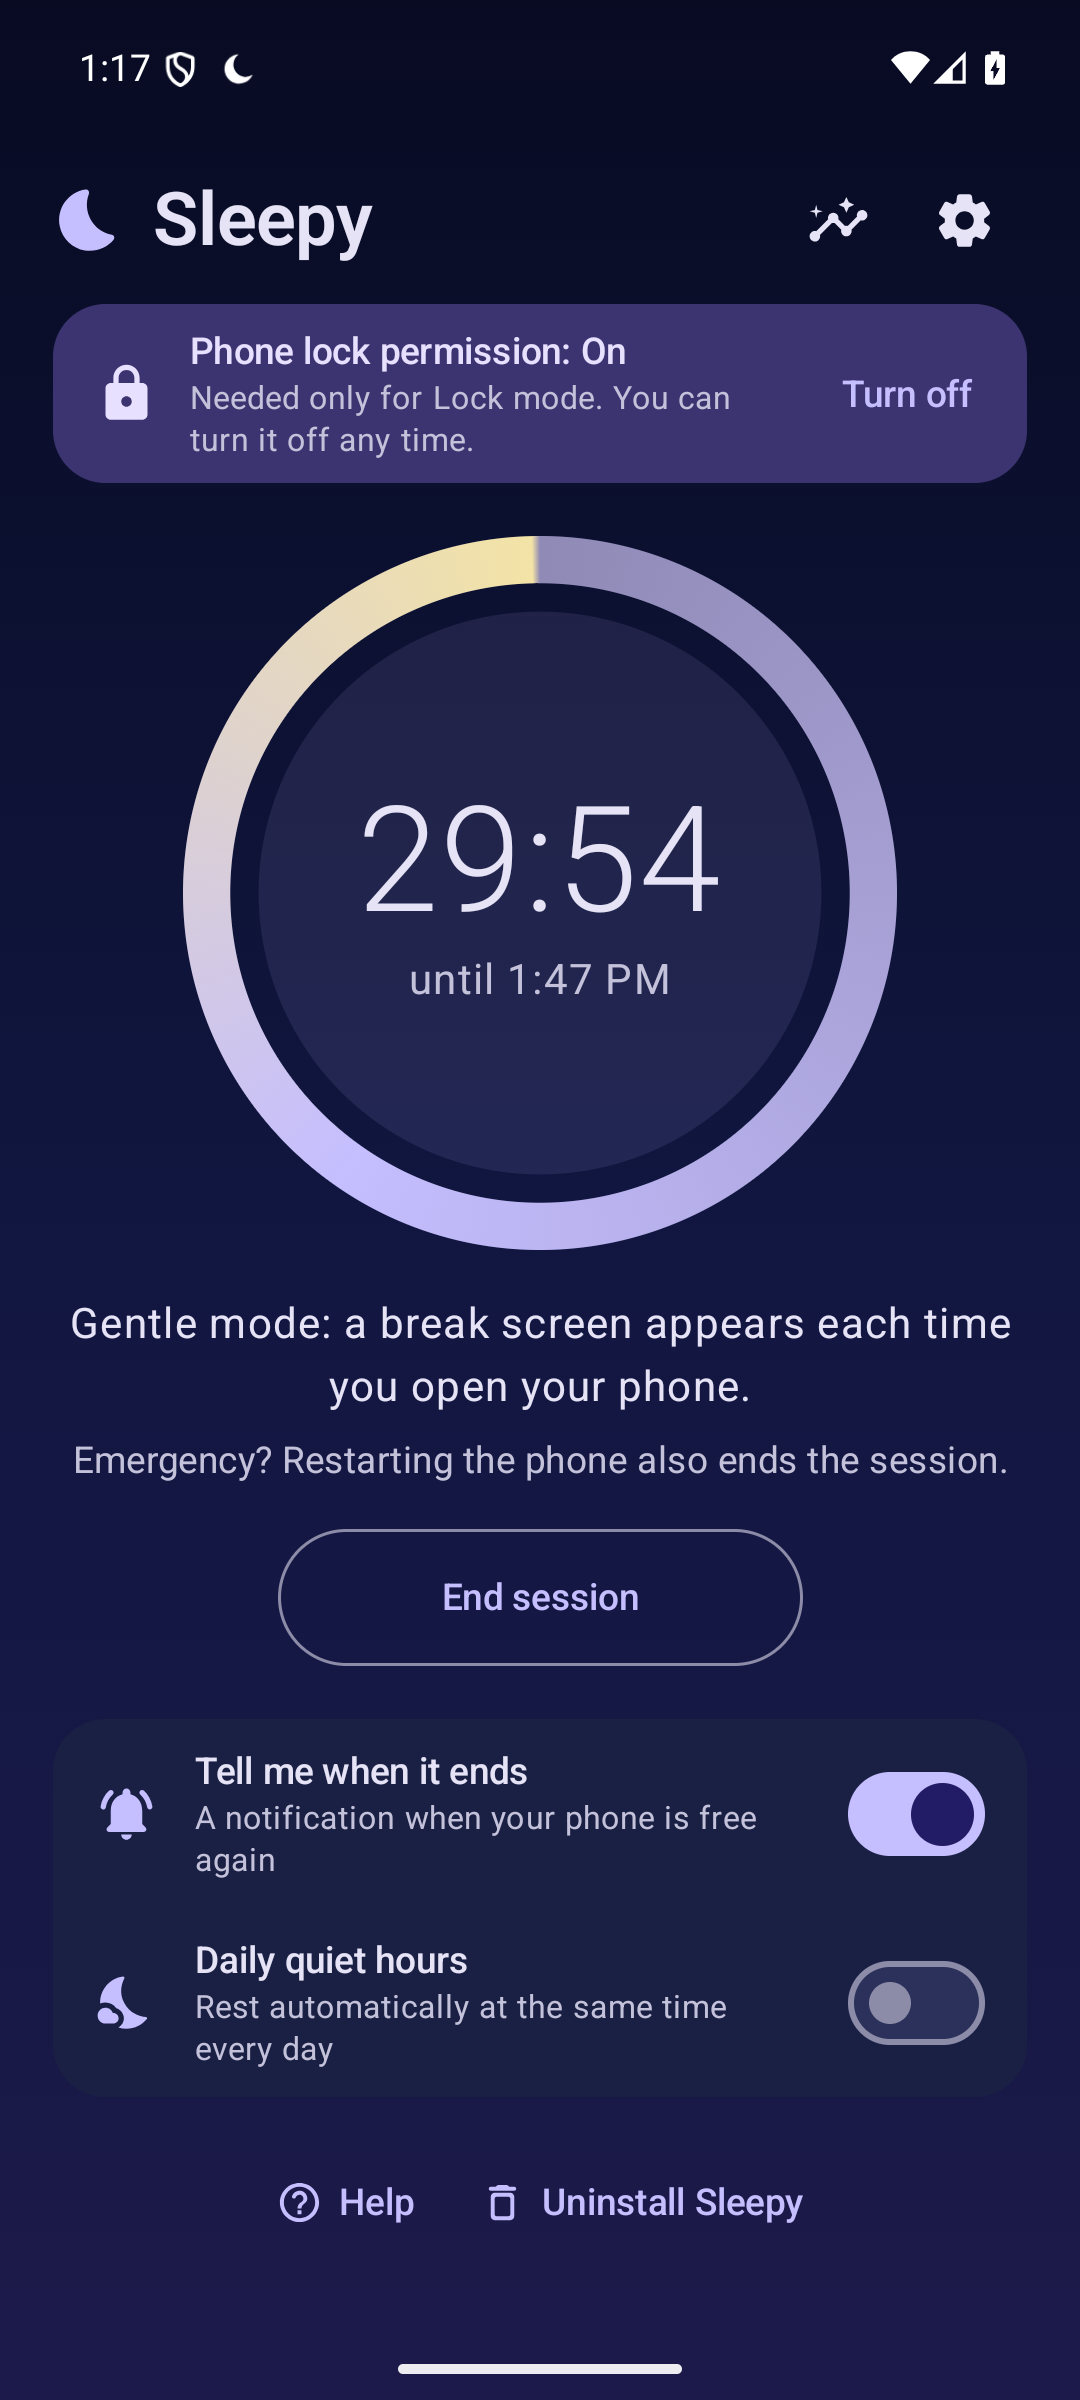 1:17
Sleepy
Phone lock permission: On
Needed only for Lock mode. You can
turn it off any time.
Turn off
29:54
until 1:47 PM
Gentle mode: a break screen appears each time
you open your phone.
Emergency? Restarting the phone also ends the session.
End session
Tell me when it ends
A notification when your phone is free
again
Daily quiet hours
Rest automatically at the same time
every day
Help
Uninstall Sleepy